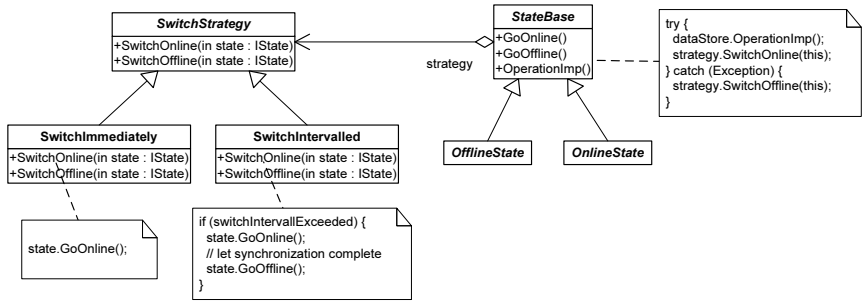 SwitchStrategy
+SwitchOnline(in state : IState)
+SwitchOffline(in state : IState)
strategy
StateBase
+GoOnline()
+GoOffline()
+OperationImp()
try {
dataStore.OperationImp();
strategy.SwitchOnline(this);
} catch (Exception) {
strategy.SwitchOffline(this);
}
SwitchImmediately
+SwitchOnline(in state : IState)
+SwitchOffline(in state : IState)
SwitchIntervalled
+SwitchOnline(in state : IState)
+SwitchOffline(in state : IState)
OfflineState
OnlineState
state.GoOnline();
if (switchIntervallExceeded) {
state.GoOnline();
// let synchronization complete
state.GoOffline();
}